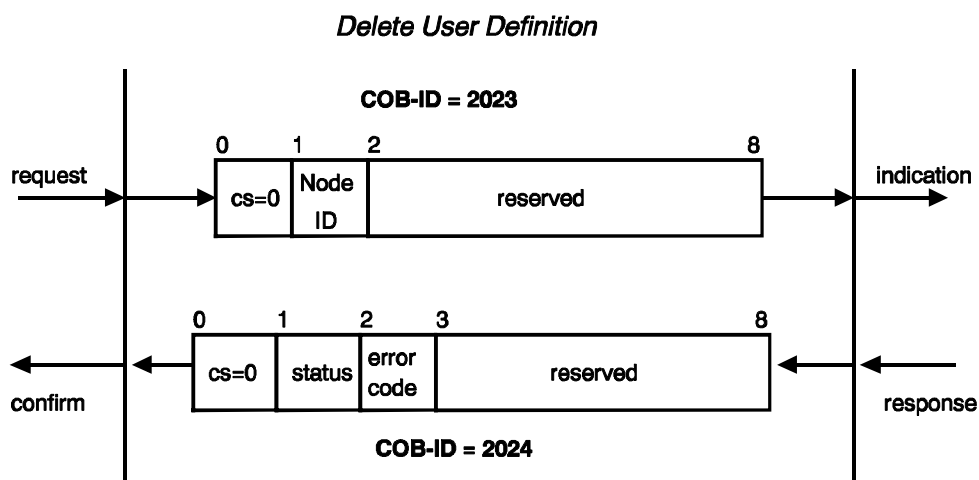 Delete User Definition
COB-ID = 2023
0 1 2 8
request
cs=0
Node
ID
reserved
indication
0 1 2 3 8
cs=0
status
error
code
reserved
confirm
response
COB-ID = 2024